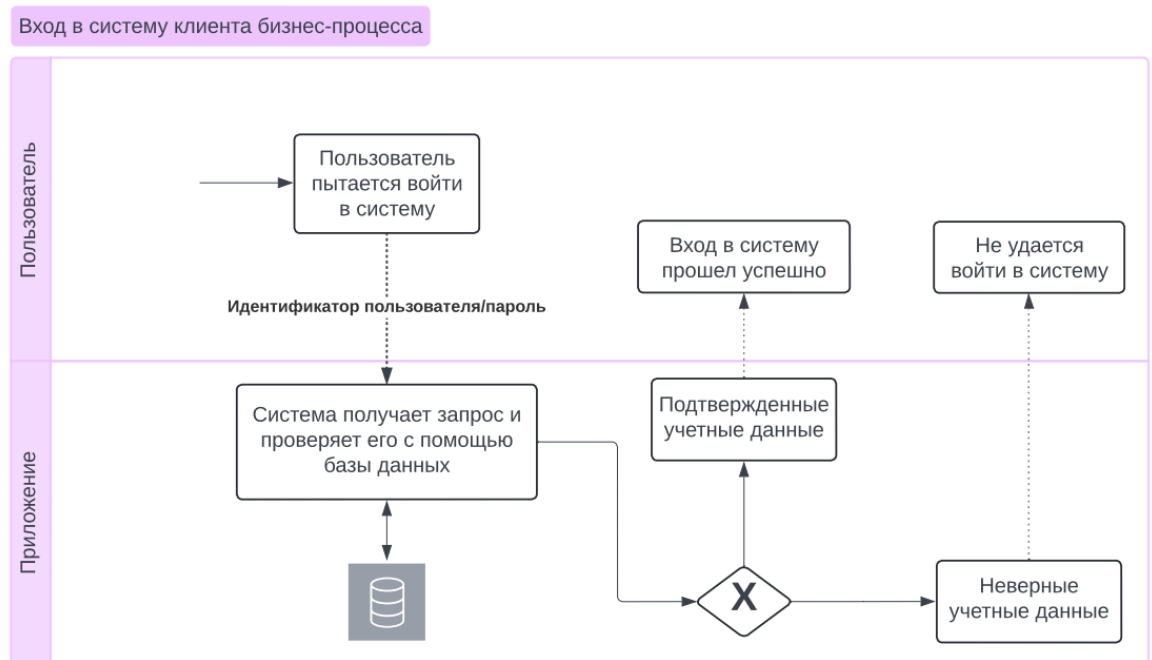 Вход в систему клиента бизнес-процесса
Пользователь
Пользователь
пытается войти
в систему
Вход в систему
прошел успешно
Не удается
войти в систему
Идентификатор пользователя/пароль
Приложение
Система получает запрос и
проверяет его с помощью
базы данных
Подтвержденные
учетные данные
X
Неверные
учетные данные